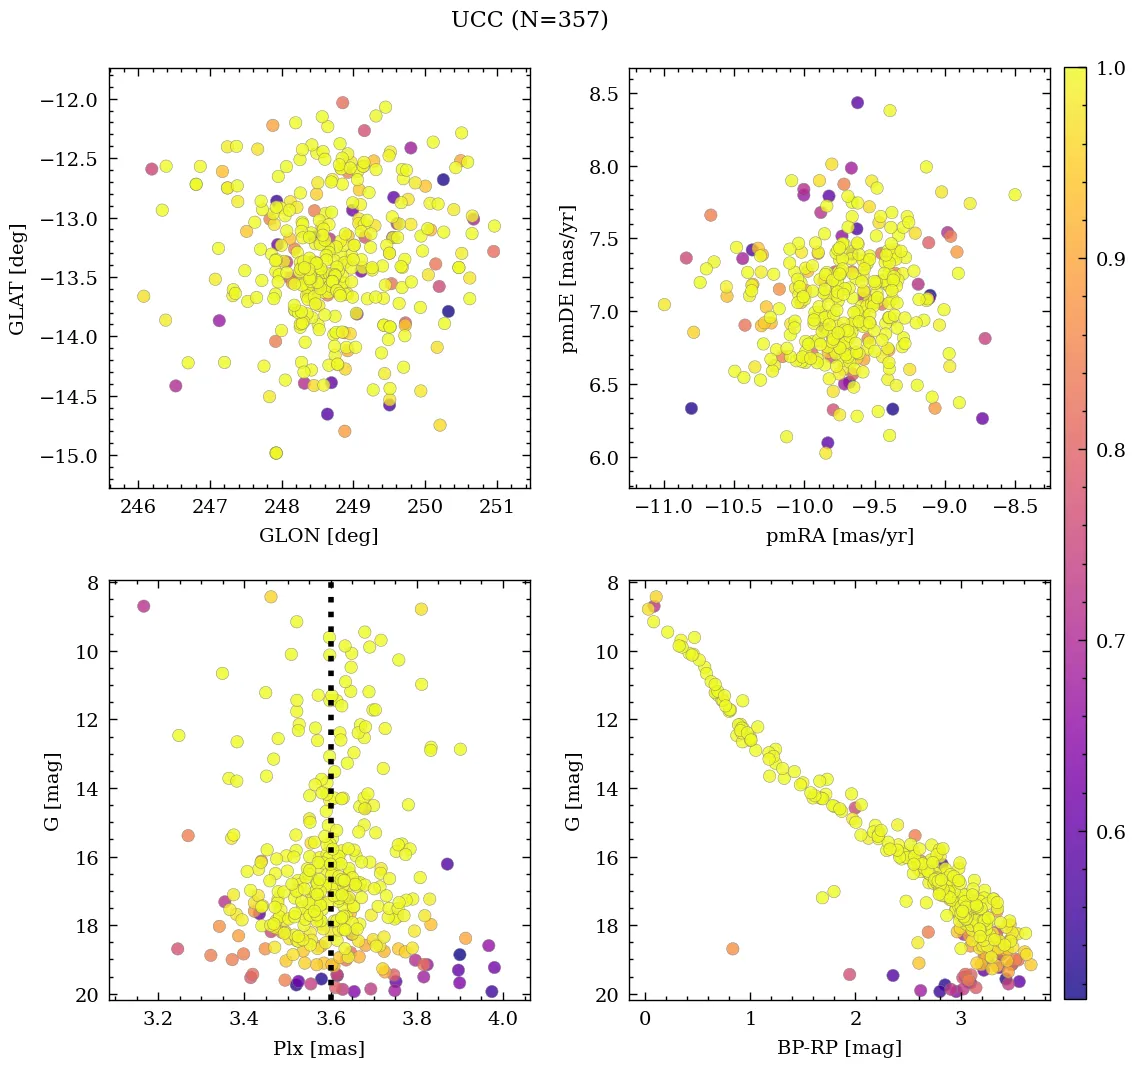 UCC (N=357)
−12.0
−12.5
−13.0
−13.5
−14.0
−14.5
−15.0
GLAT [deg]
246 247 248 249 250 251
GLON [deg]
8.5
8.0
7.5
7.0
6.5
6.0
pmDE [mas/yr]
−11.0 −10.5 −10.0 −9.5 −9.0 −8.5
pmRA [mas/yr]
8
10
12
14
16
18
20
G [mag]
3.2 3.4 3.6 3.8 4.0
Plx [mas]
8
10
12
14
16
18
20
G [mag]
0 1 2 3
BP-RP [mag]
1.0
0.9
0.8
0.7
0.6